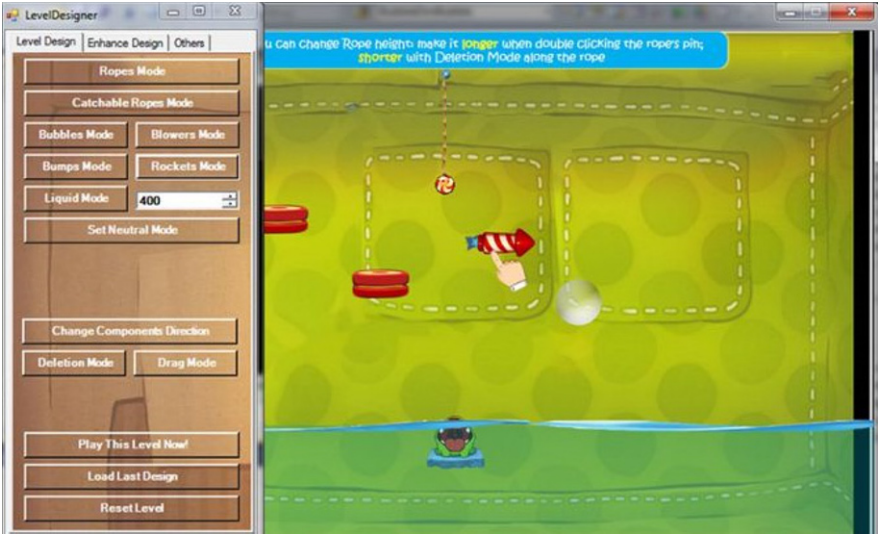 LevelDesigner
Level Design
Enhance Design
Others
Ropes Mode
Catchable Ropes Mode
Bubbles Mode
Blowers Mode
Bumps Mode
Rockets Mode
Liquid Mode
400
Set Neutral Mode
Change Components Direction
Deletion Mode
Drag Mode
Play This Level Now!
Load Last Design
Reset Level
u can change Rope height: make it longer when double clicking the rope's pin;
shorter with Deletion Mode along the rope